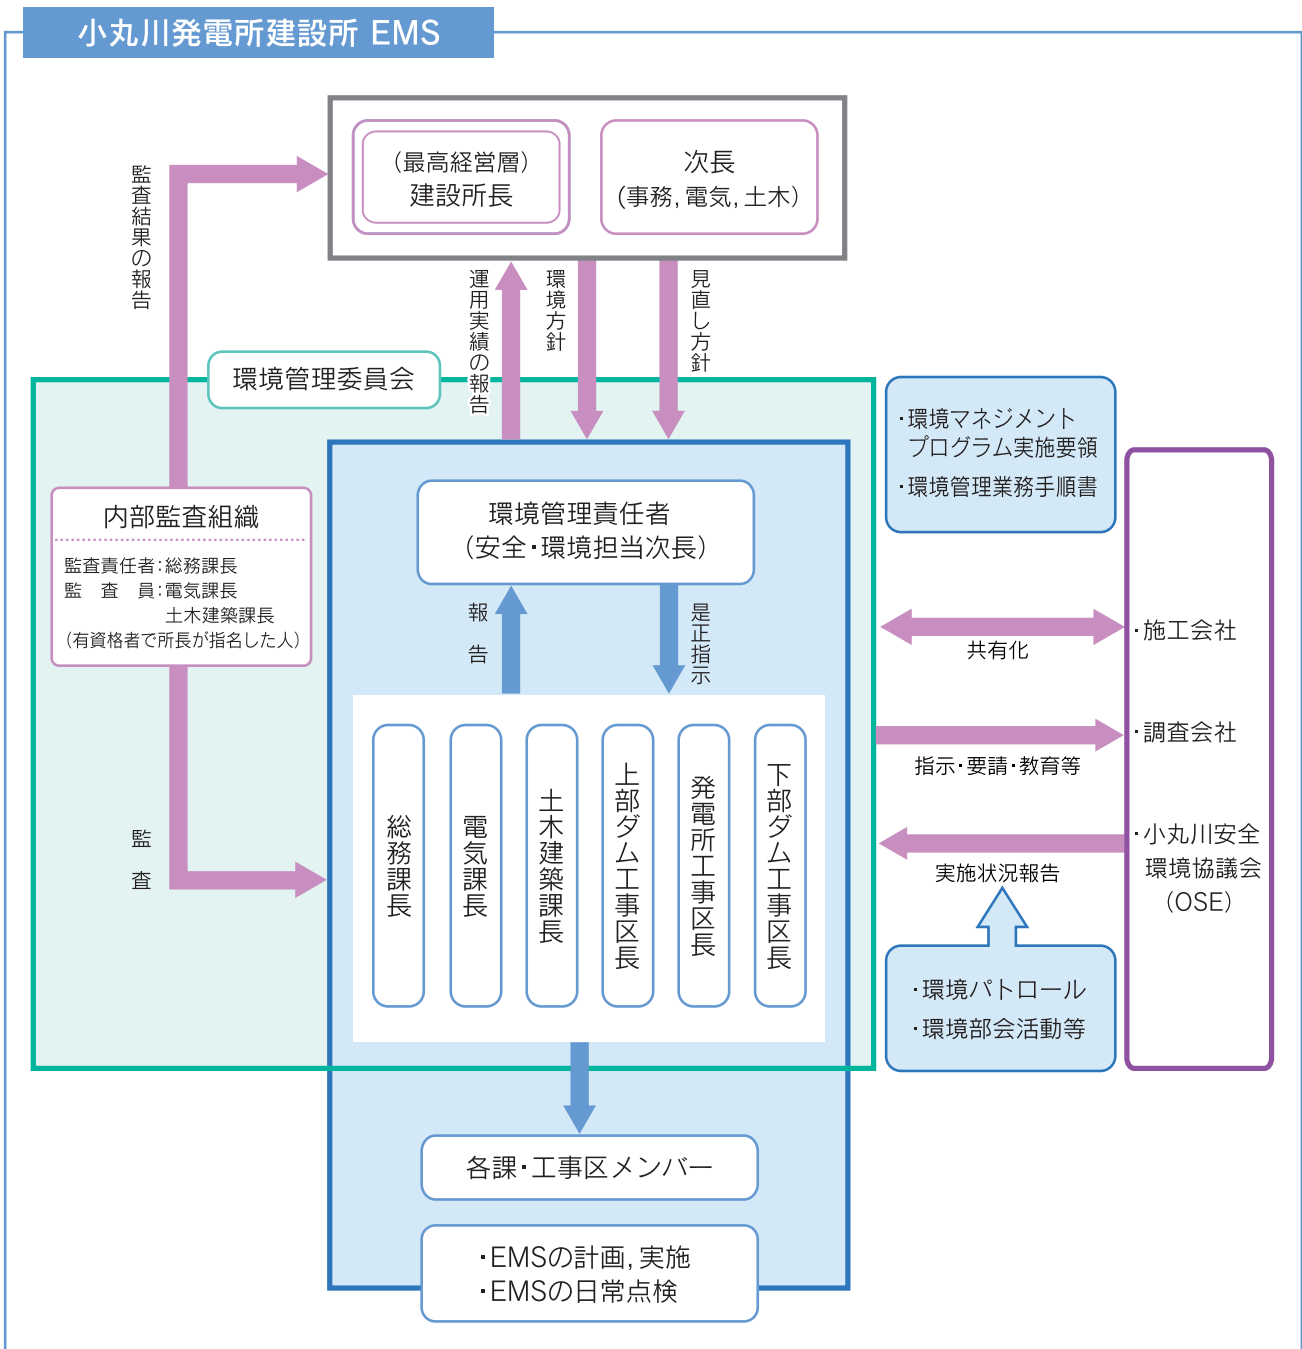 小丸川発電所建設所 EMS
（最高経営層）
建設所長
次長
（事務，電気，土木）
監査結果の報告
運用実績の報告
環境方針
見直し方針
環境管理委員会
・環境マネジメント
プログラム実施要領
・環境管理業務手順書
内部監査組織
監査責任者：総務課長
監　査　員：電気課長
土木建築課長
（有資格者で所長が指名した人）
環境管理責任者
（安全・環境担当次長）
報告
是正指示
共有化
・施工会社
指示・要請・教育等
・調査会社
監査
総務課長
電気課長
土木建築課長
上部ダム工事区長
発電所工事区長
下部ダム工事区長
実施状況報告
・小丸川安全
環境協議会
（OSE）
・環境パトロール
・環境部会活動等
各課・工事区メンバー
・EMSの計画，実施
・EMSの日常点検